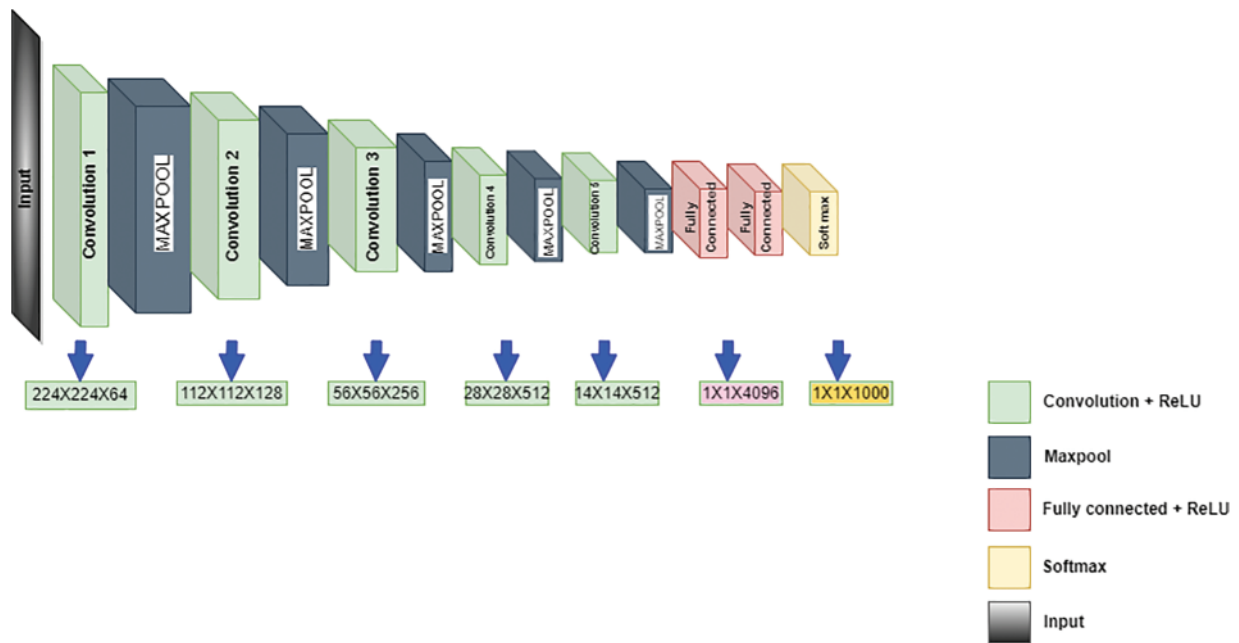 Input
Convolution 1
MAXPOOL
Convolution 2
MAXPOOL
Convolution 3
MAXPOOL
Convolution 4
MAXPOOL
Convolution 5
MAXPOOL
Fully
Connected
Fully
Connected
Soft max
224X224X64
112X112X128
56X56X256
28X28X512
14X14X512
1X1X4096
1X1X1000
Convolution + ReLU
Maxpool
Fully connected + ReLU
Softmax
Input